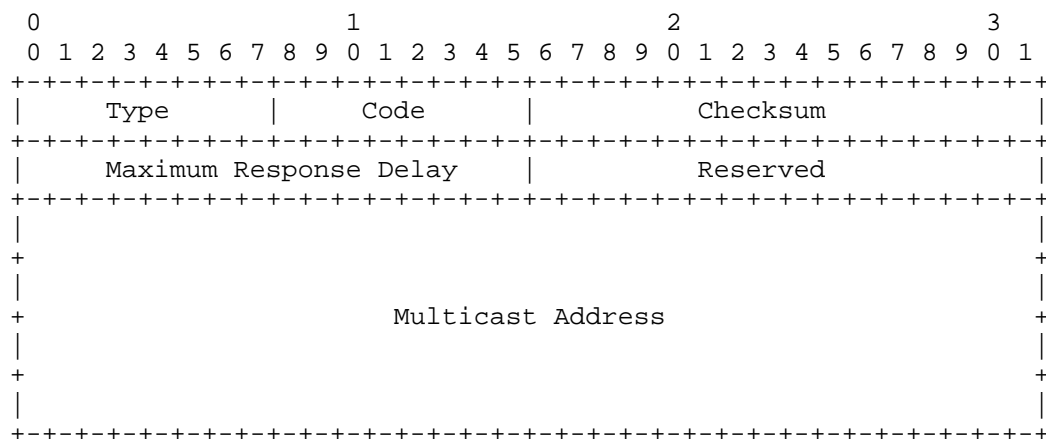 0                   1                   2                   3
 0 1 2 3 4 5 6 7 8 9 0 1 2 3 4 5 6 7 8 9 0 1 2 3 4 5 6 7 8 9 0 1
+-+-+-+-+-+-+-+-+-+-+-+-+-+-+-+-+-+-+-+-+-+-+-+-+-+-+-+-+-+-+-+-+
|     Type      |     Code      |          Checksum             |
+-+-+-+-+-+-+-+-+-+-+-+-+-+-+-+-+-+-+-+-+-+-+-+-+-+-+-+-+-+-+-+-+
|     Maximum Response Delay    |          Reserved             |
+-+-+-+-+-+-+-+-+-+-+-+-+-+-+-+-+-+-+-+-+-+-+-+-+-+-+-+-+-+-+-+-+
|                                                               |
+                                                               +
|                                                               |
+                       Multicast Address                       +
|                                                               |
+                                                               +
|                                                               |
+-+-+-+-+-+-+-+-+-+-+-+-+-+-+-+-+-+-+-+-+-+-+-+-+-+-+-+-+-+-+-+-+